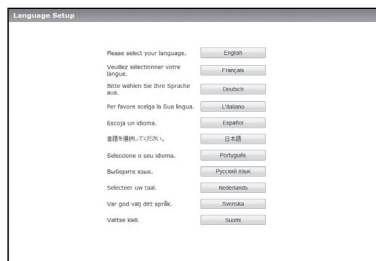 Language Setup
Please select your language. English
Veuillez sélectionner votre langue. Français
Bitte wählen Sie Ihre Sprache aus. Deutsch
Per favore scelga la Sua lingua. L'italiano
Escoja un idioma. Español
言語を選択してください。 日本語
Seleccione o seu idioma. Português
Выберите язык. Русский язык
Selecteer uw taal. Nederlands
Var god välj ditt språk. Svenska
Valitse kieli. Suomi